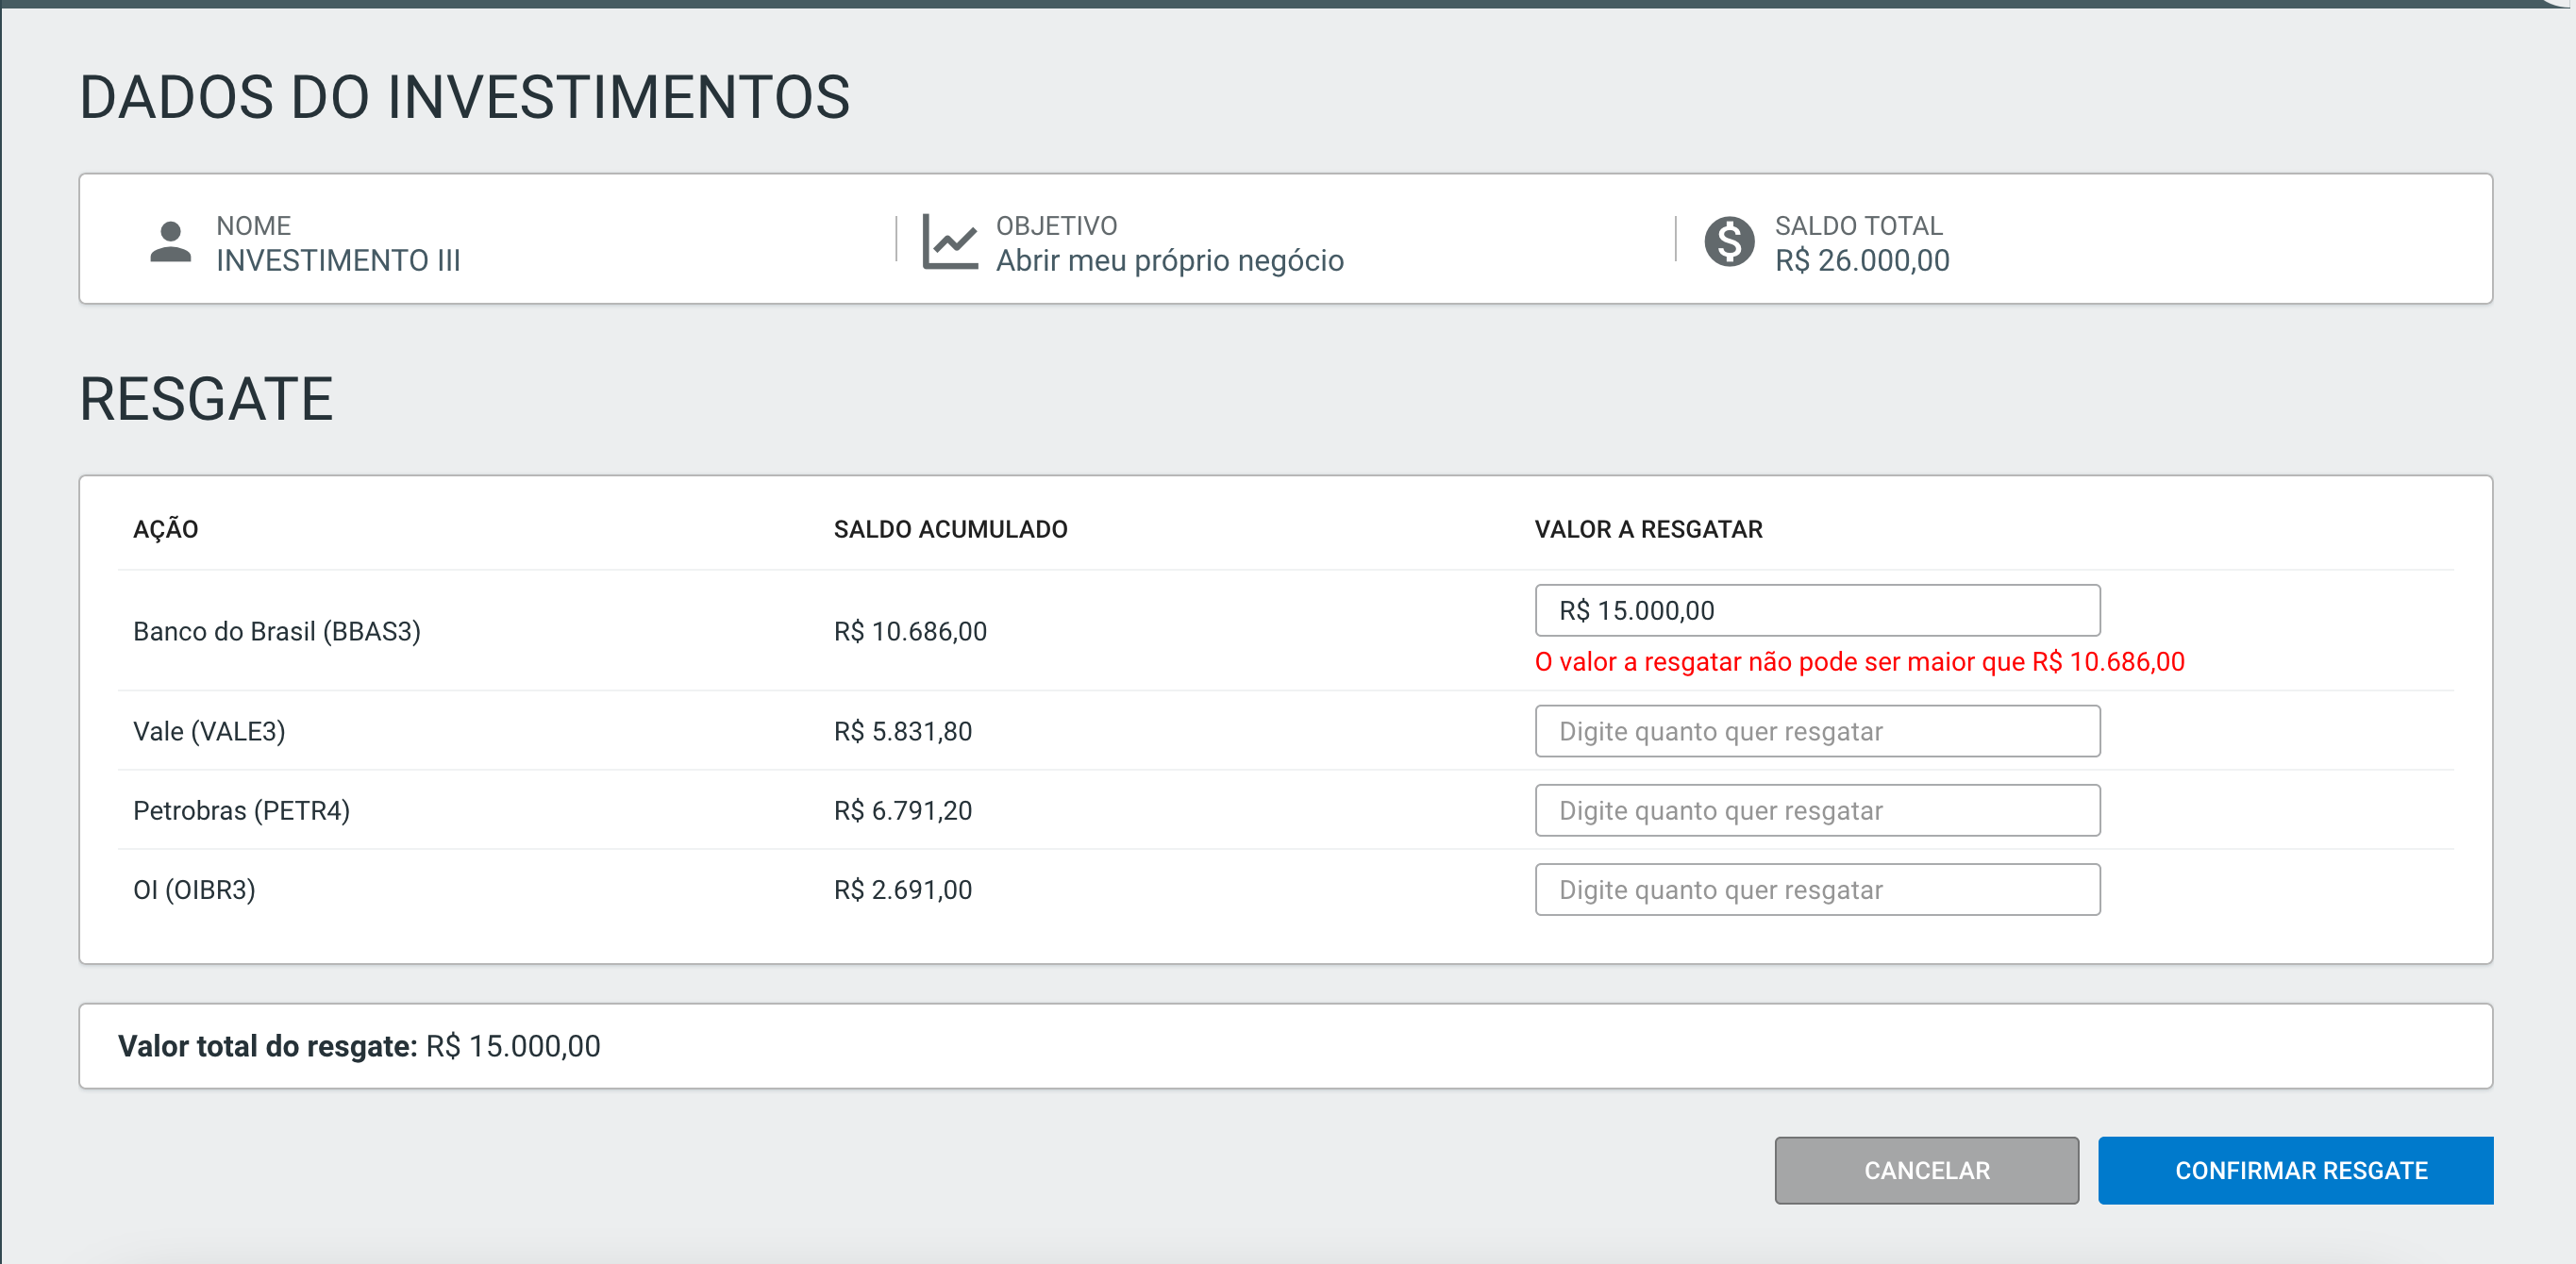 DADOS DO INVESTIMENTOS
NOME
INVESTIMENTO III
OBJETIVO
Abrir meu próprio negócio
SALDO TOTAL
R$ 26.000,00
RESGATE
AÇÃO SALDO ACUMULADO VALOR A RESGATAR
Banco do Brasil (BBAS3) R$ 10.686,00 R$ 15.000,00
O valor a resgatar não pode ser maior que R$ 10.686,00
Vale (VALE3) R$ 5.831,80 Digite quanto quer resgatar
Petrobras (PETR4) R$ 6.791,20 Digite quanto quer resgatar
OI (OIBR3) R$ 2.691,00 Digite quanto quer resgatar
Valor total do resgate: R$ 15.000,00
CANCELAR CONFIRMAR RESGATE